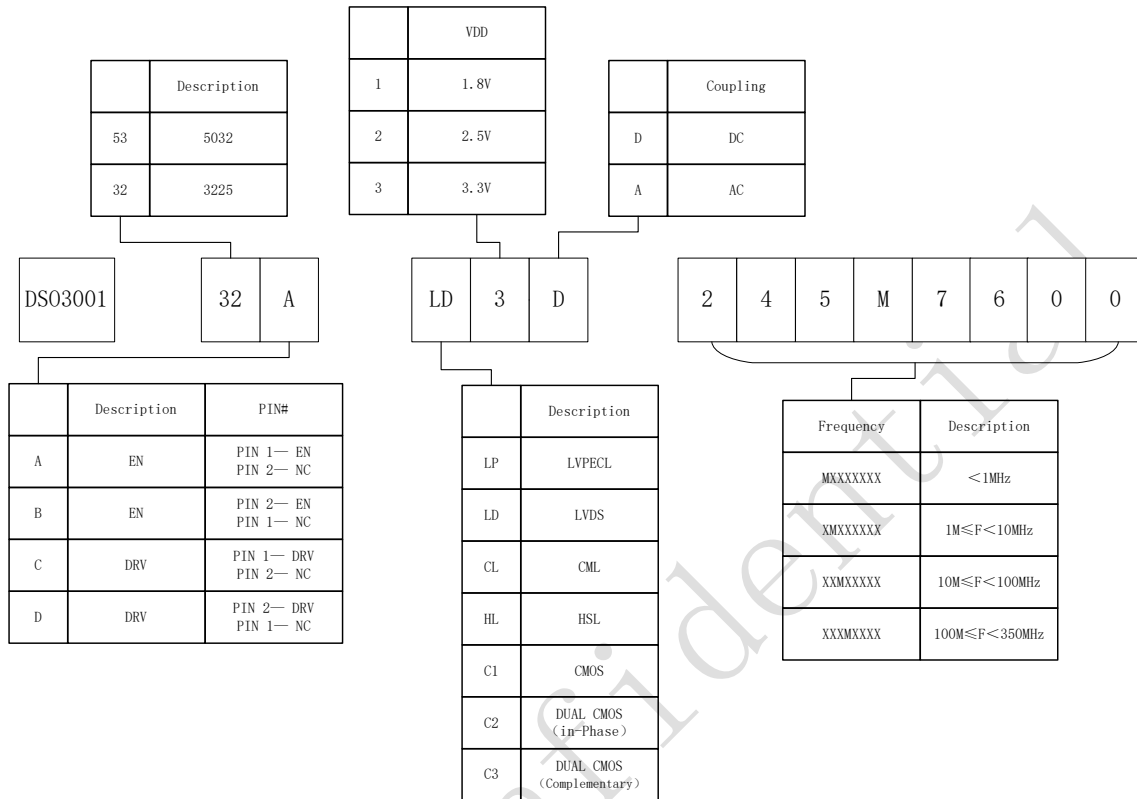 VDD
1 1.8V
2 2.5V
3 3.3V
Description
53 5032
32 3225
Coupling
D DC
A AC
DSO3001 32 A LD 3 D 2 4 5 M 7 6 0 0
Description PIN#
A EN PIN 1— EN
PIN 2— NC
B EN PIN 2— EN
PIN 1— NC
C DRV PIN 1— DRV
PIN 2— NC
D DRV PIN 2— DRV
PIN 1— NC
Description
LP LVPECL
LD LVDS
CL CML
HL HSL
C1 CMOS
C2 DUAL CMOS
(in-Phase)
C3 DUAL CMOS
(Complementary)
Frequency Description
MXXXXXXX <1MHz
XMXXXXXX 1M≤F<10MHz
XXMXXXXX 10M≤F<100MHz
XXXMXXXX 100M≤F<350MHz
fidential